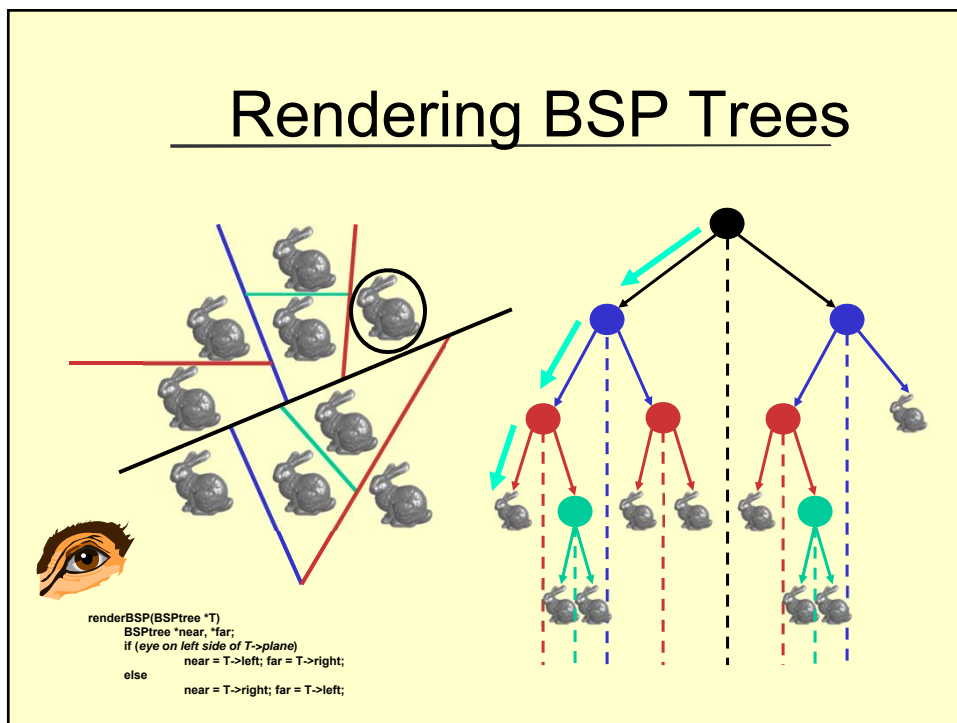 Rendering BSP Trees
renderBSP(BSPtree *T)
BSPtree *near, *far;
if (eye on left side of T->plane)
near = T->left; far = T->right;
else
near = T->right; far = T->left;